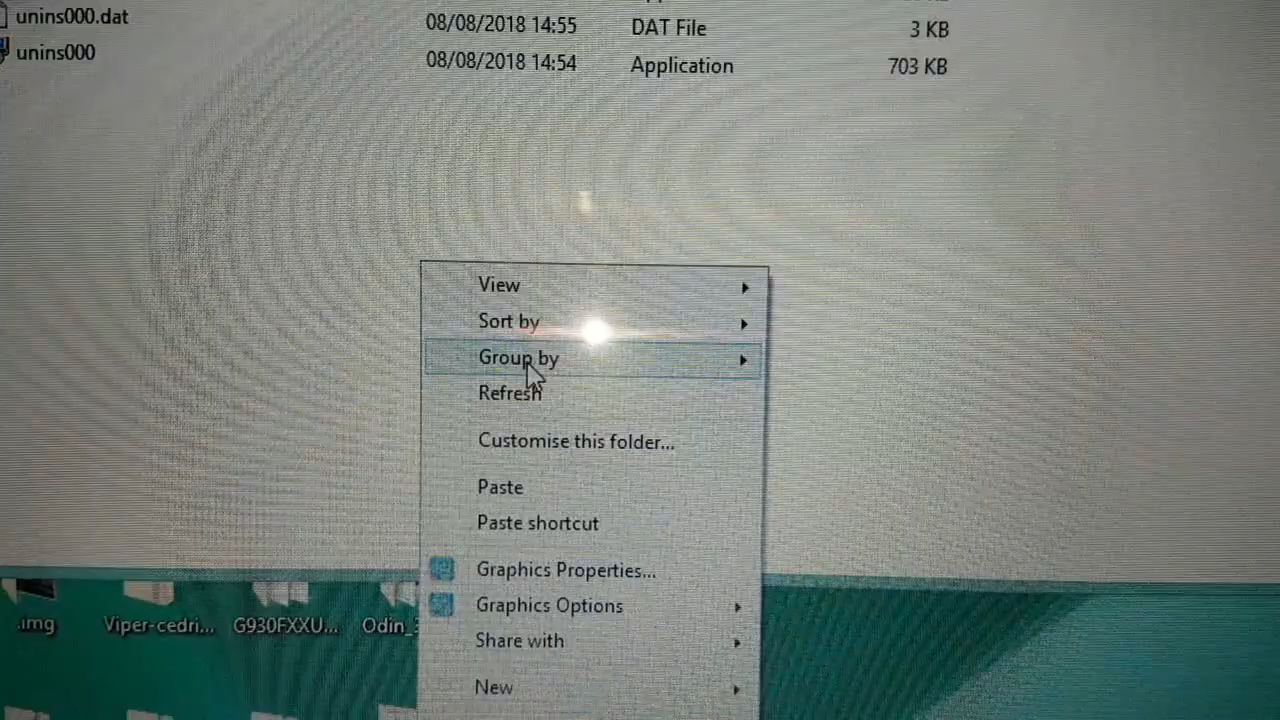 unins000.dat 08/08/2018 14:55 DAT File 3 KB
unins000 08/08/2018 14:54 Application 703 KB
View
Sort by
Group by
Refresh
Customise this folder...
Paste
Paste shortcut
Graphics Properties...
Graphics Options
Share with
New
.img Viper-cedri... G930FXXU... Odin_